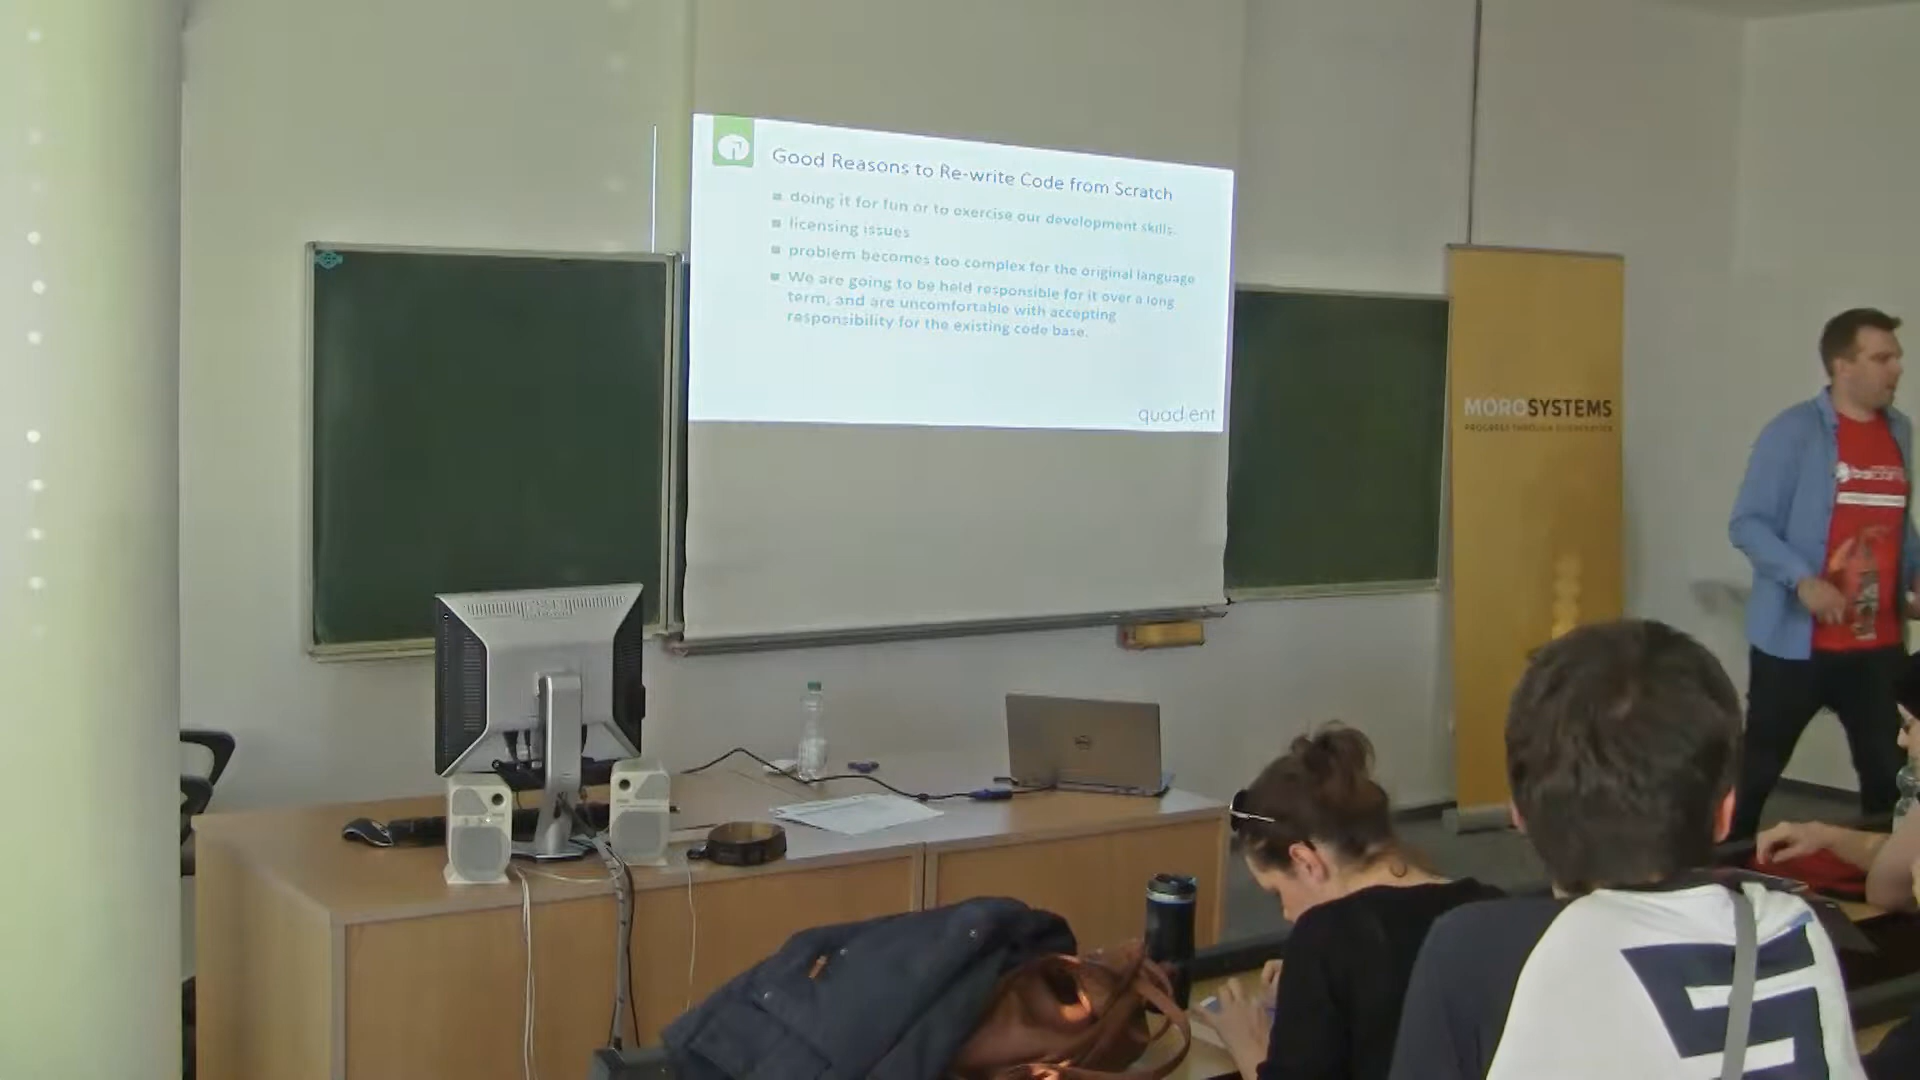 Good Reasons to Re-write Code from Scratch
doing it for fun or to exercise our development skills.
licensing issues
problem becomes too complex for the original language
We are going to be held responsible for it over a long
term, and are uncomfortable with accepting
responsibility for the existing code base.
quadient
MOROSYSTEMS
DELL